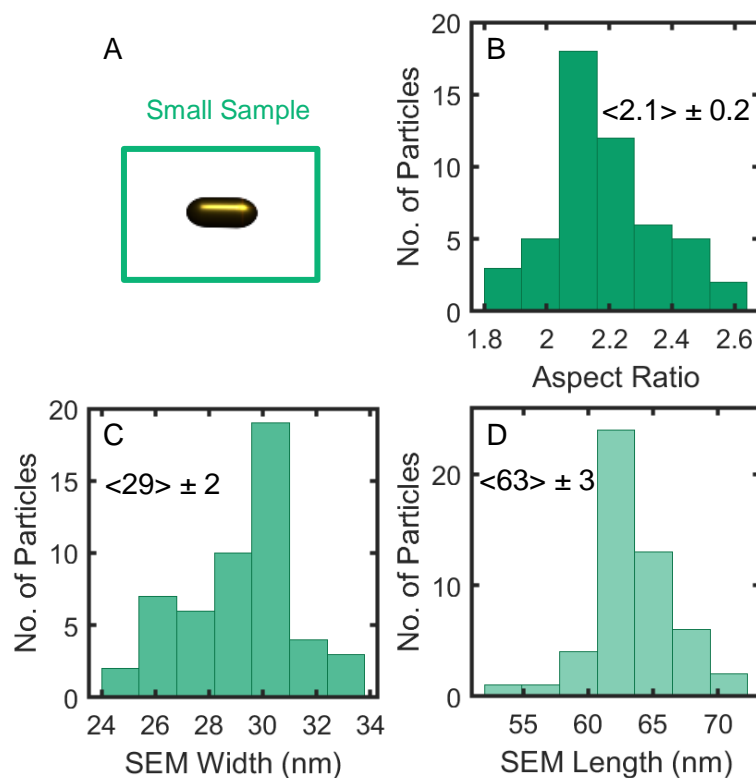 A
Small Sample
B
<2.1> ± 0.2
No. of Particles
20
15
10
5
0
1.8 2 2.2 2.4 2.6
Aspect Ratio
C
<29> ± 2
No. of Particles
20
15
10
5
0
24 26 28 30 32 34
SEM Width (nm)
D
<63> ± 3
No. of Particles
20
10
0
55 60 65 70
SEM Length (nm)